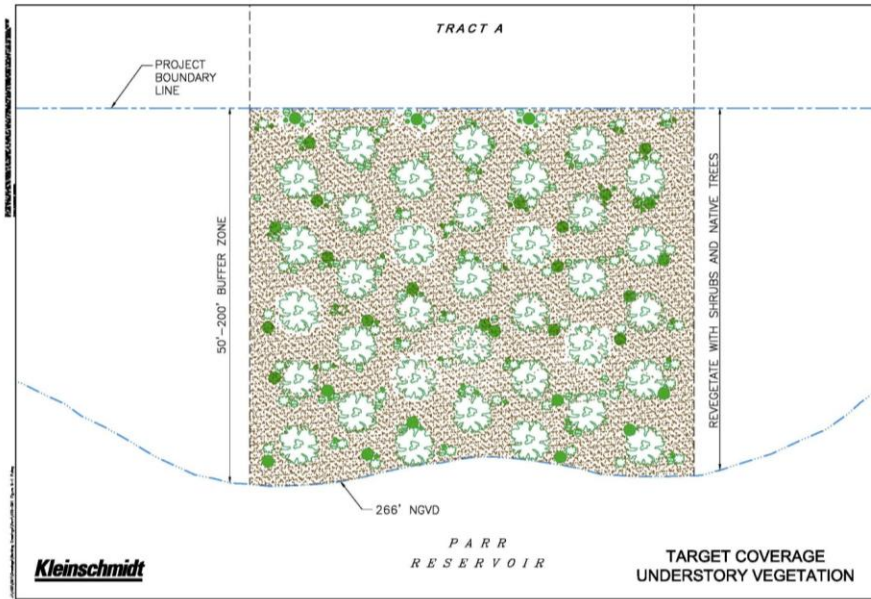 TRACT A
PROJECT
BOUNDARY
LINE
50'-200' BUFFER ZONE
REVEGETATE WITH SHRUBS AND NATIVE TREES
266' NGVD
PARR
RESERVOIR
Kleinschmidt
TARGET COVERAGE
UNDERSTORY VEGETATION